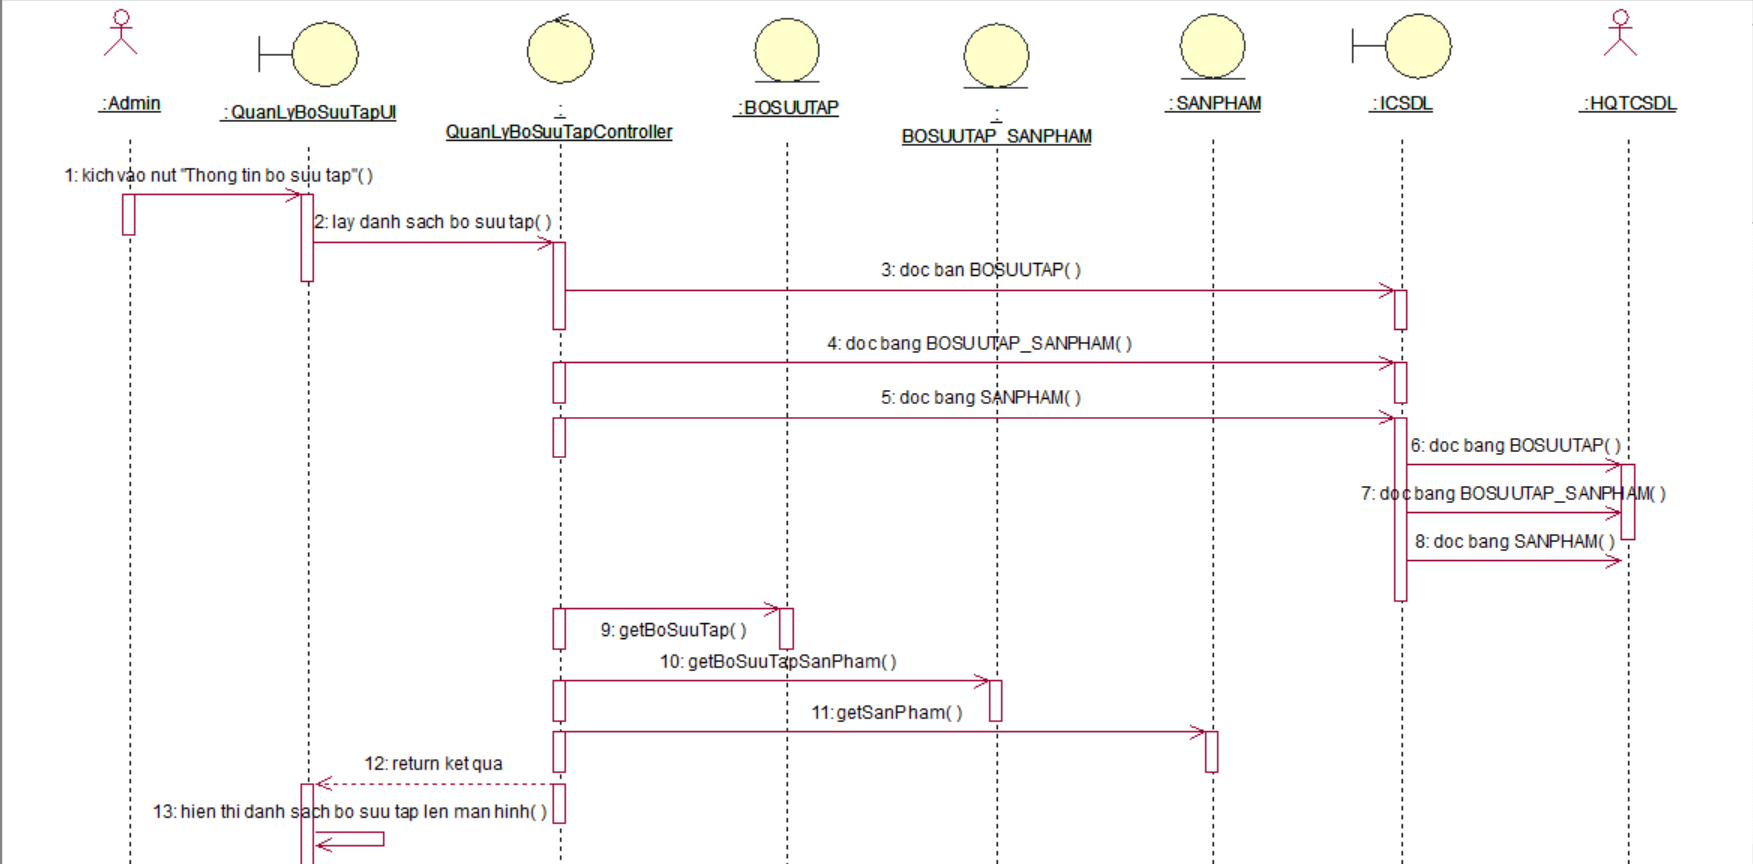 :Admin
: QuanLyBoSuuTapUI
:
QuanLyBoSuuTapController
:BOSUUTAP
:
BOSUUTAP_SANPHAM
:SANPHAM
:ICSDL
:HQTCSDL
1: kich vao nut "Thong tin bo suu tap"( )
2: lay danh sach bo suu tap( )
3: doc ban BOSUUTAP( )
4: doc bang BOSUUTAP_SANPHAM( )
5: doc bang SANPHAM( )
6: doc bang BOSUUTAP( )
7: doc bang BOSUUTAP_SANPHAM( )
8: doc bang SANPHAM( )
9: getBoSuuTap( )
10: getBoSuuTapSanPham( )
11: getSanPham( )
12: return ket qua
13: hien thi danh sach bo suu tap len man hinh( )